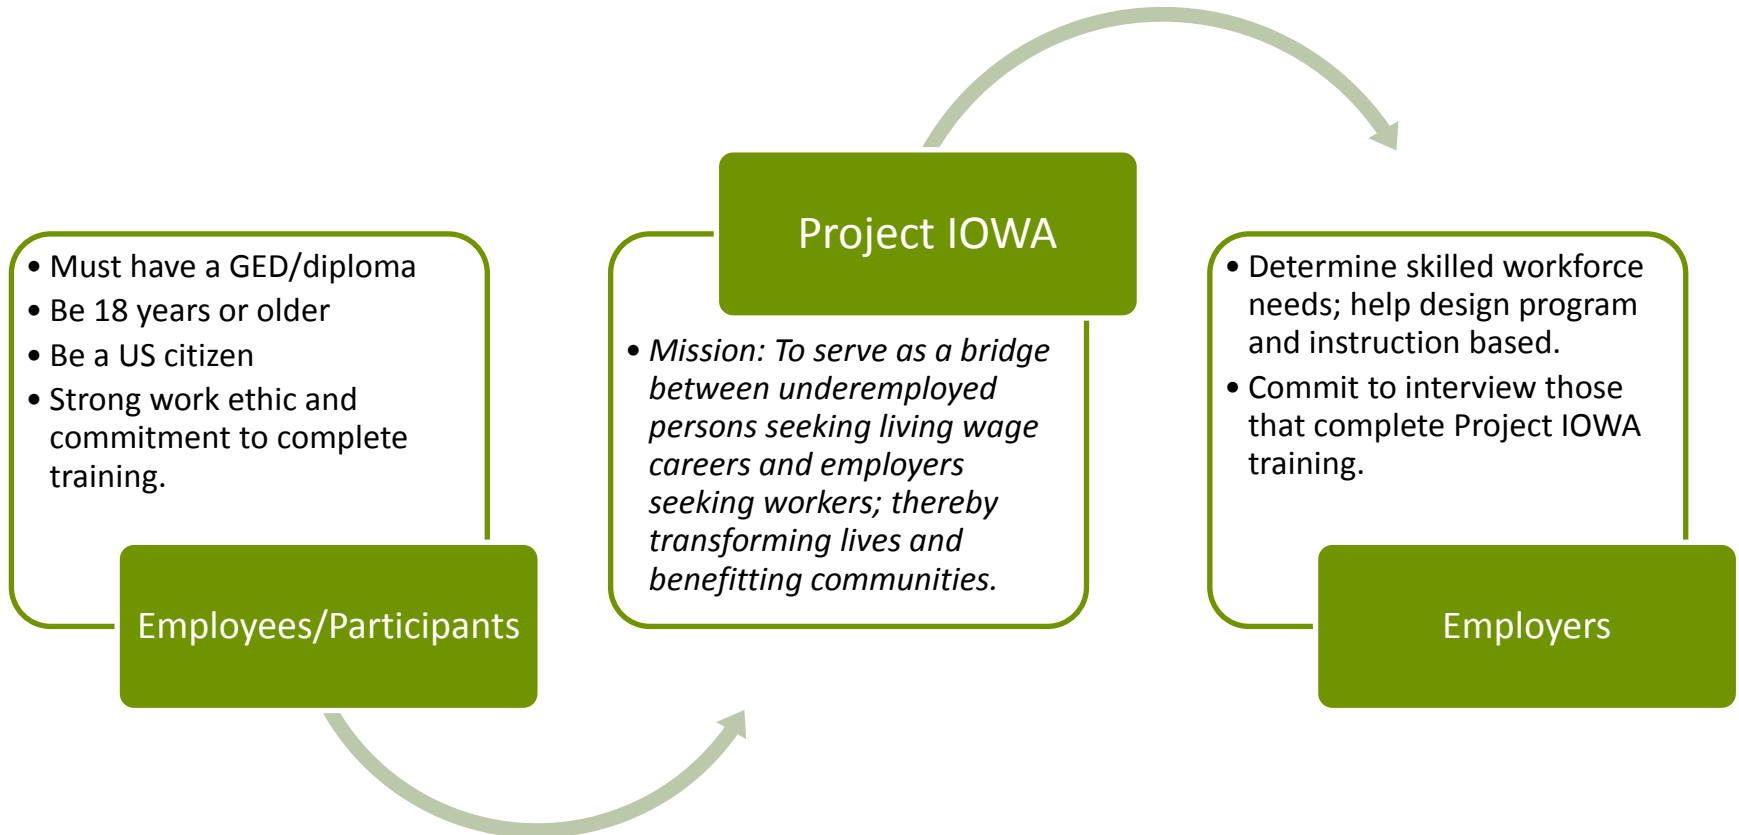 • Must have a GED/diploma
• Be 18 years or older
• Be a US citizen
• Strong work ethic and
commitment to complete
training.
Employees/Participants
Project IOWA
• Mission: To serve as a bridge
between underemployed
persons seeking living wage
careers and employers
seeking workers; thereby
transforming lives and
benefitting communities.
• Determine skilled workforce
needs; help design program
and instruction based.
• Commit to interview those
that complete Project IOWA
training.
Employers